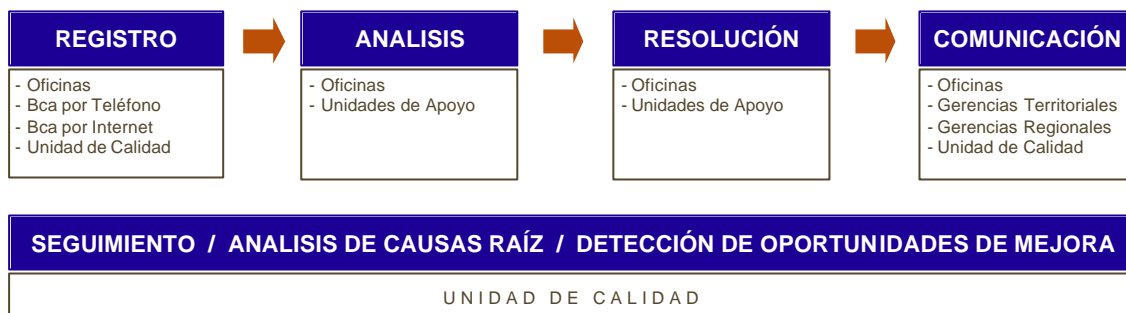 REGISTRO
- Oficinas
- Bca por Teléfono
- Bca por Internet
- Unidad de Calidad
ANALISIS
- Oficinas
- Unidades de Apoyo
RESOLUCIÓN
- Oficinas
- Unidades de Apoyo
COMUNICACIÓN
- Oficinas
- Gerencias Territoriales
- Gerencias Regionales
- Unidad de Calidad
SEGUIMIENTO / ANALISIS DE CAUSAS RAÍZ / DETECCIÓN DE OPORTUNIDADES DE MEJORA
UNIDAD DE CALIDAD